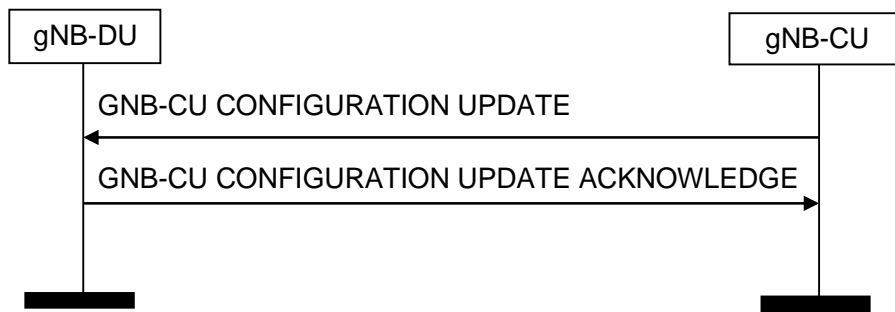 gNB-DU
gNB-CU
GNB-CU CONFIGURATION UPDATE
GNB-CU CONFIGURATION UPDATE ACKNOWLEDGE